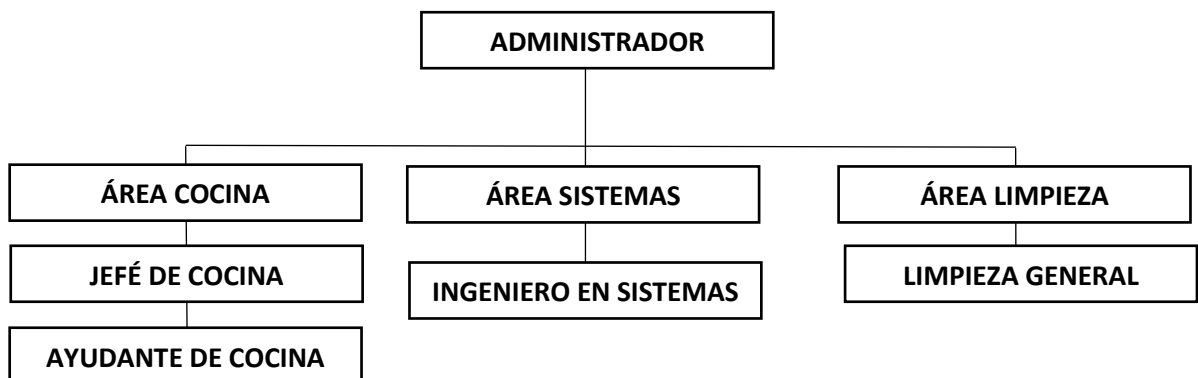 ADMINISTRADOR
ÁREA COCINA
ÁREA SISTEMAS
ÁREA LIMPIEZA
JEFÉ DE COCINA
INGENIERO EN SISTEMAS
LIMPIEZA GENERAL
AYUDANTE DE COCINA